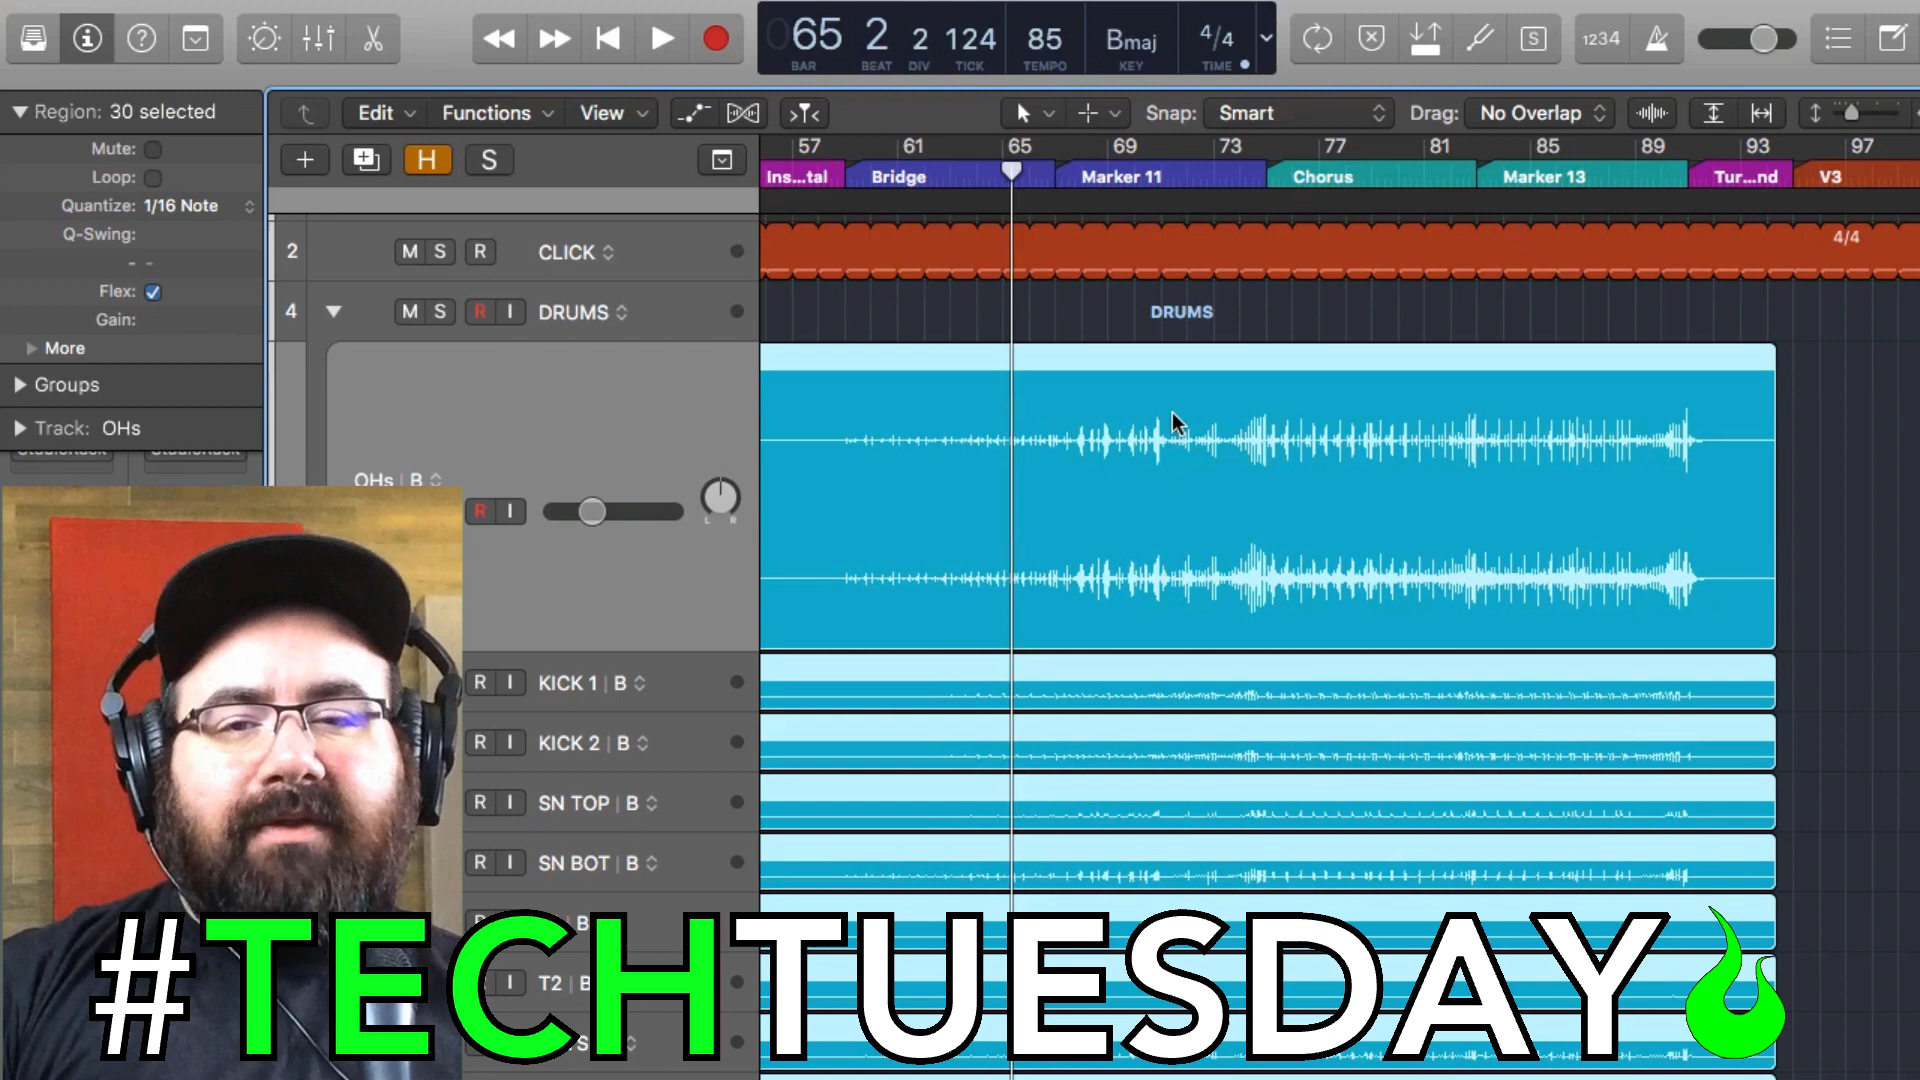 065 2 2 124 85 Bmaj 4/4
BAR BEAT DIV TICK TEMPO KEY TIME
1234
S
Region: 30 selected
Edit Functions View Snap: Smart Drag: No Overlap
Mute:
Loop:
Quantize: 1/16 Note
Q-Swing:
Flex:
Gain:
More
Groups
Track: OHs
H S
57 61 65 69 73 77 81 85 89 93 97
Ins...tal Bridge Marker 11 Chorus Marker 13 Tur...nd V3
2 M S R CLICK 4/4
4 M S R I DRUMS DRUMS
OHs | B
R I L R
R I KICK 1 | B
R I KICK 2 | B
R I SN TOP | B
R I SN BOT | B
B
I T2 | B
#TECHTUESDAY